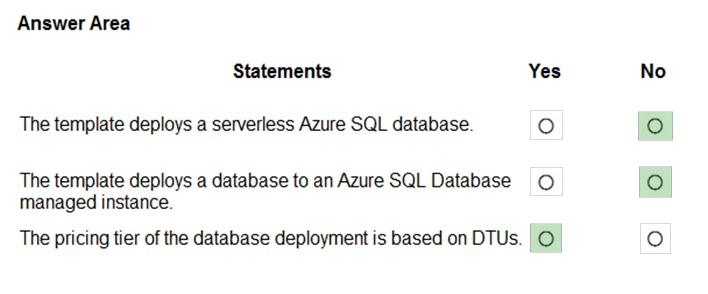 Answer Area
Statements Yes No
The template deploys a serverless Azure SQL database.
The template deploys a database to an Azure SQL Database
managed instance.
The pricing tier of the database deployment is based on DTUs.